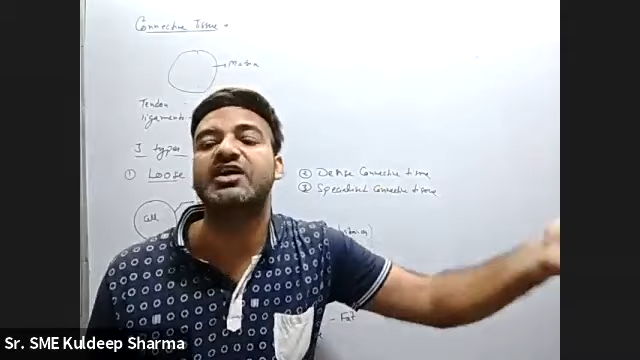 Connective Tissue
Tendon
ligaments
3 types
① Loose
② Dense Connective tissue
③ Specialised Connective tissue
Cell
- Fat
Sr. SME Kuldeep Sharma